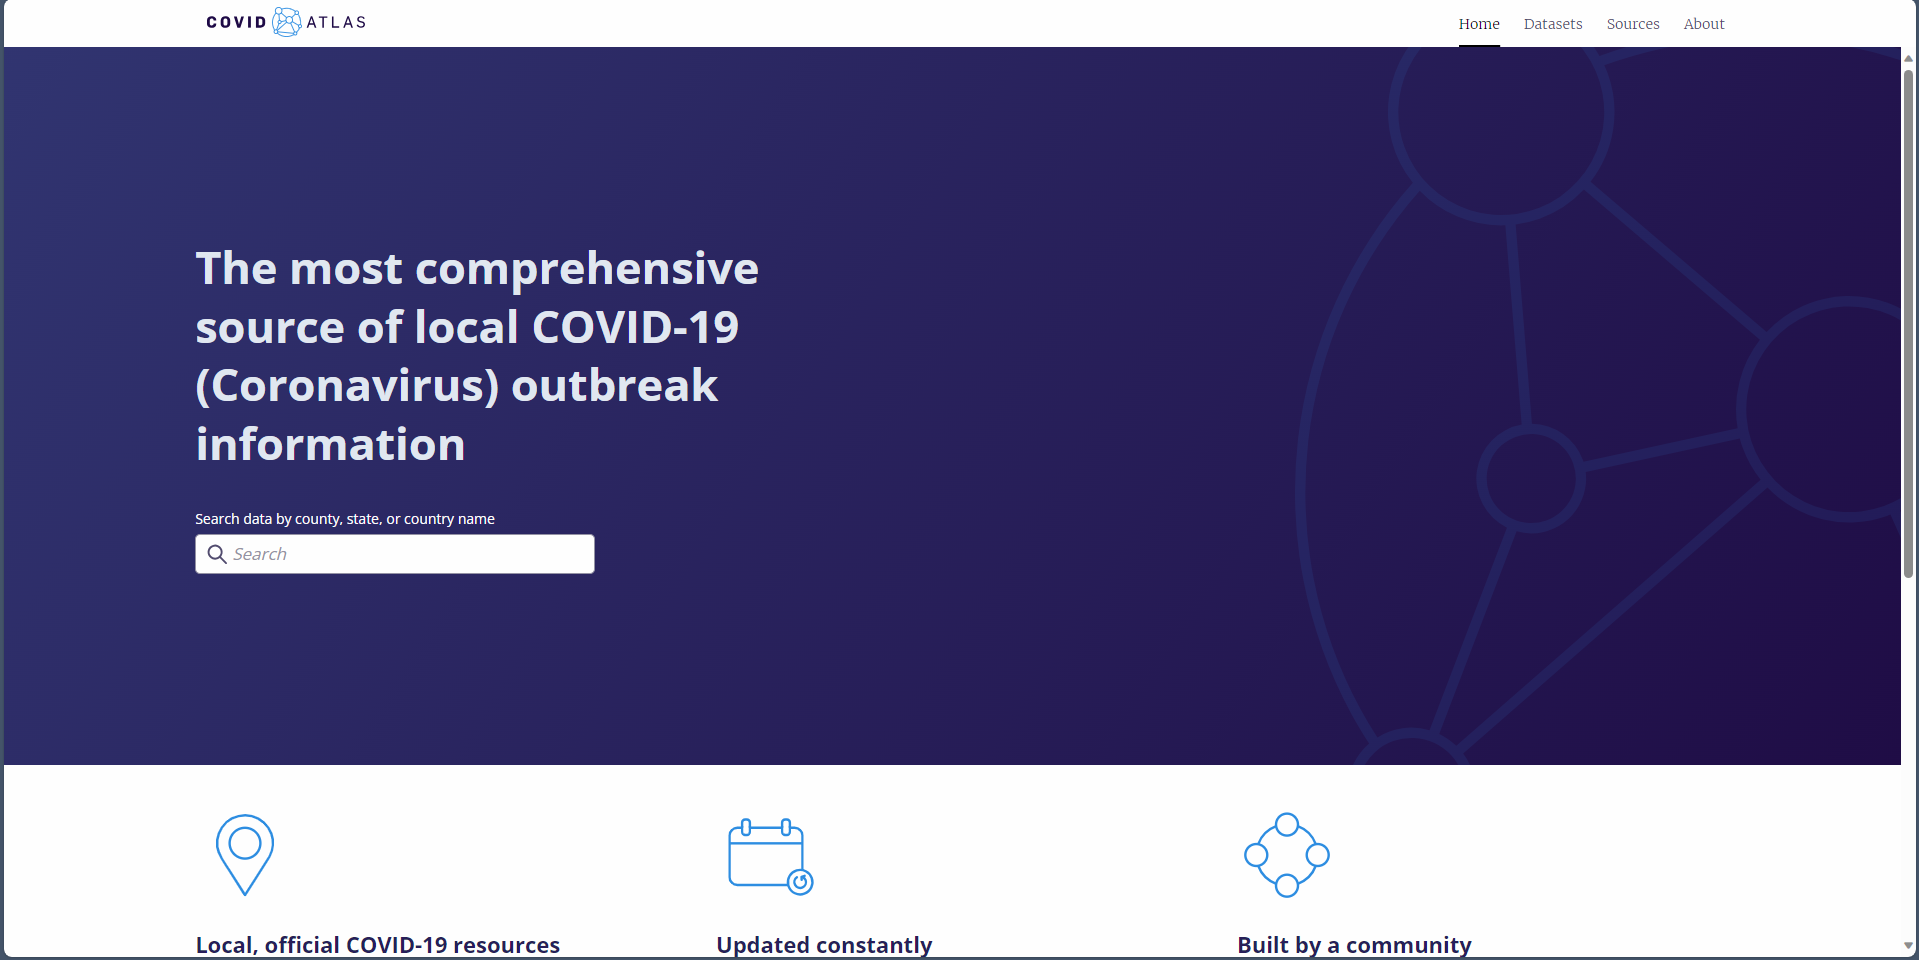 COVID ATLAS
Home Datasets Sources About
The most comprehensive
source of local COVID-19
(Coronavirus) outbreak
information
Search data by county, state, or country name
Search
Local, official COVID-19 resources
Updated constantly
Built by a community